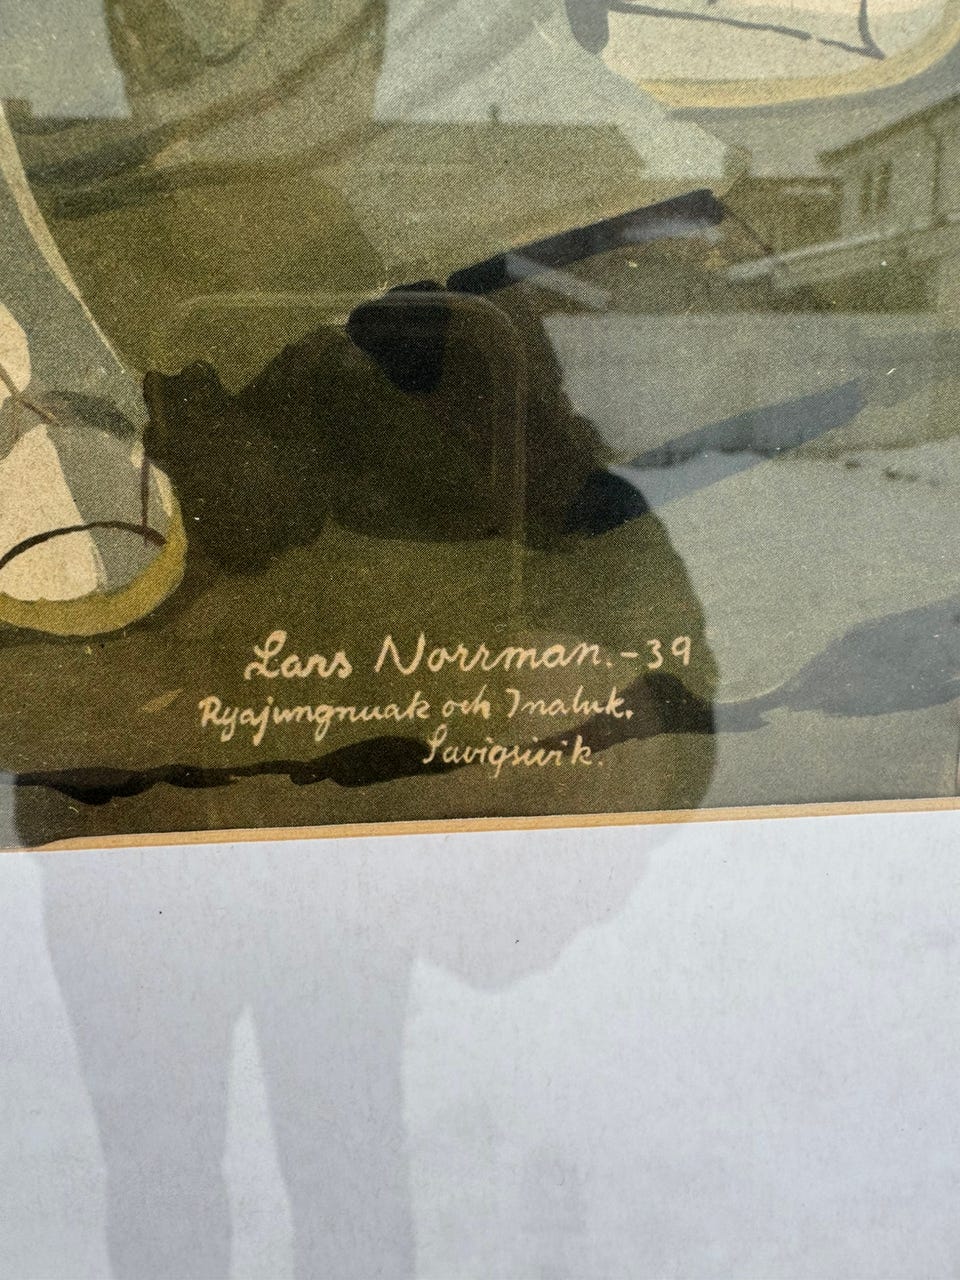 Lars Norrman.-39
Ryajungnuak och Inaluk.
Savigsivik.